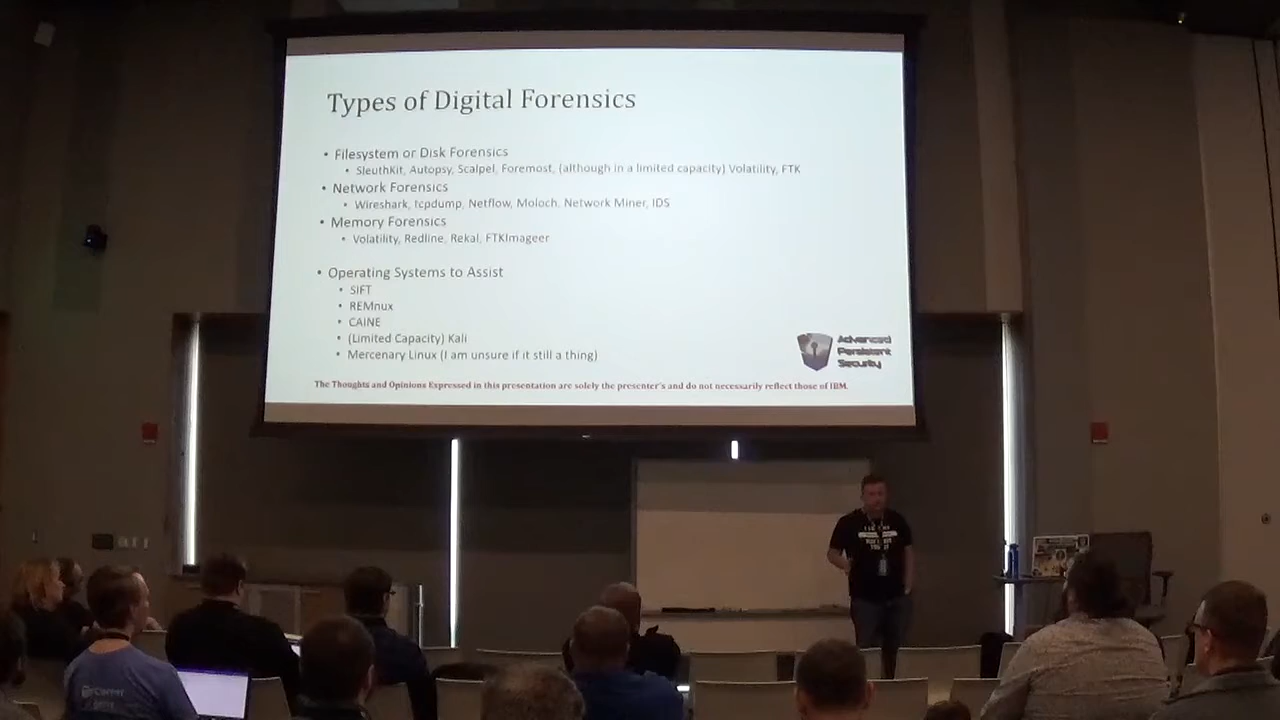 Types of Digital Forensics
• Filesystem or Disk Forensics
• SleuthKit, Autopsy, Scalpel, Foremost, (although in a limited capacity) Volatility, FTK
• Network Forensics
• Wireshark, tcpdump, Netflow, Moloch, Network Miner, IDS
• Memory Forensics
• Volatility, Redline, Rekal, FTKImageer
• Operating Systems to Assist
• SIFT
• REMnux
• CAINE
• (Limited Capacity) Kali
• Mercenary Linux (I am unsure if it still a thing)
Advanced
Persistent
Security
The Thoughts and Opinions Expressed in this presentation are solely the presenter's and do not necessarily reflect those of IBM.